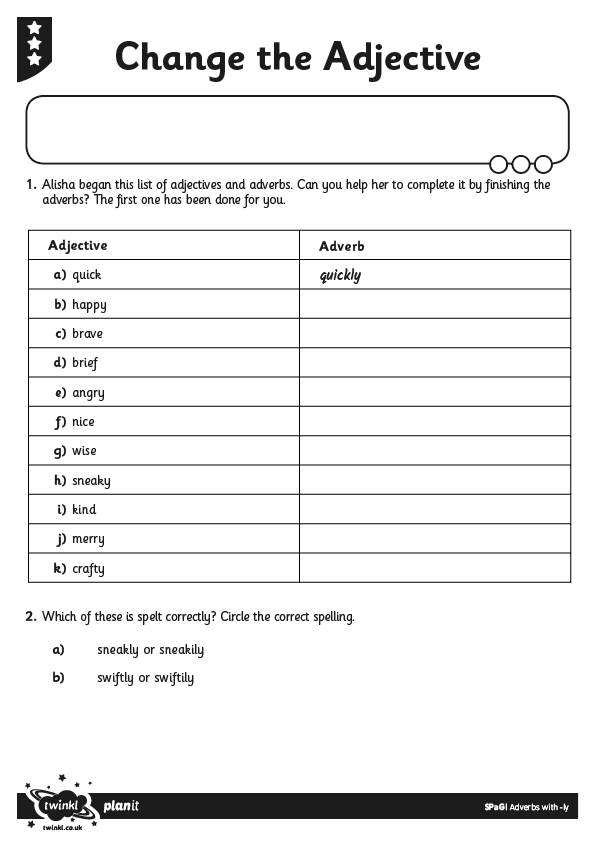 Change the Adjective
1. Alisha began this list of adjectives and adverbs. Can you help her to complete it by finishing the
adverbs? The first one has been done for you.
Adjective Adverb
a) quick quickly
b) happy
c) brave
d) brief
e) angry
f) nice
g) wise
h) sneaky
i) kind
j) merry
k) crafty
2. Which of these is spelt correctly? Circle the correct spelling.
a) sneakly or sneakily
b) swiftly or swiftily
twinkl planit SPaG| Adverbs with -ly
twinkl.co.uk